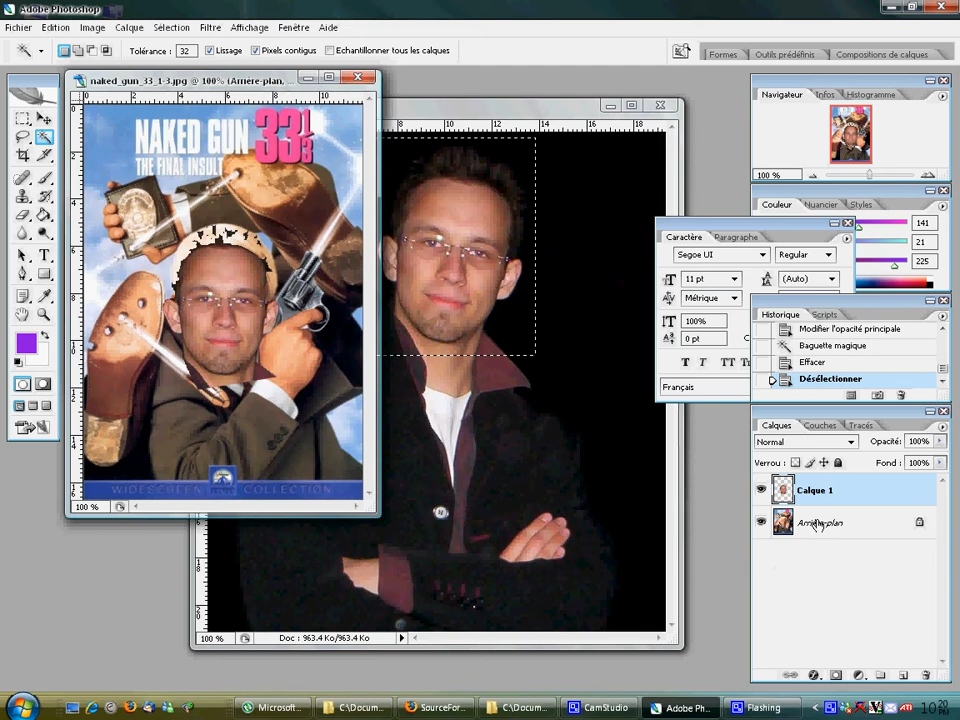 Adobe Photoshop
Fichier Edition Image Calque Sélection Filtre Affichage Fenêtre Aide
Tolérance : 32 Lissage Pixels contigus Echantillonner tous les calques
Formes Outils prédéfinis Compositions de calques
naked_gun_33_1-3.jpg @ 100% (Arrière-plan,
NAKED GUN 33 1/3
THE FINAL INSULT
WIDESCREEN COLLECTION
100 %
100 % Doc : 963.4 Ko/963.4 Ko
Navigateur Infos Histogramme
100 %
Couleur Nuancier Styles
141
21
225
Caractère Paragraphe
Segoe UI Regular
11 pt (Auto)
Métrique
100%
0 pt
T T TT
Français
Historique Scripts
Modifier l'opacité principale
Baguette magique
Effacer
Désélectionner
Calques Couches Tracés
Normal Opacité: 100%
Verrou : Fond : 100%
Calque 1
Arrière-plan
Microsoft... C:\Docum... SourceFor... C:\Docum... CamStudio Adobe Ph... Flashing